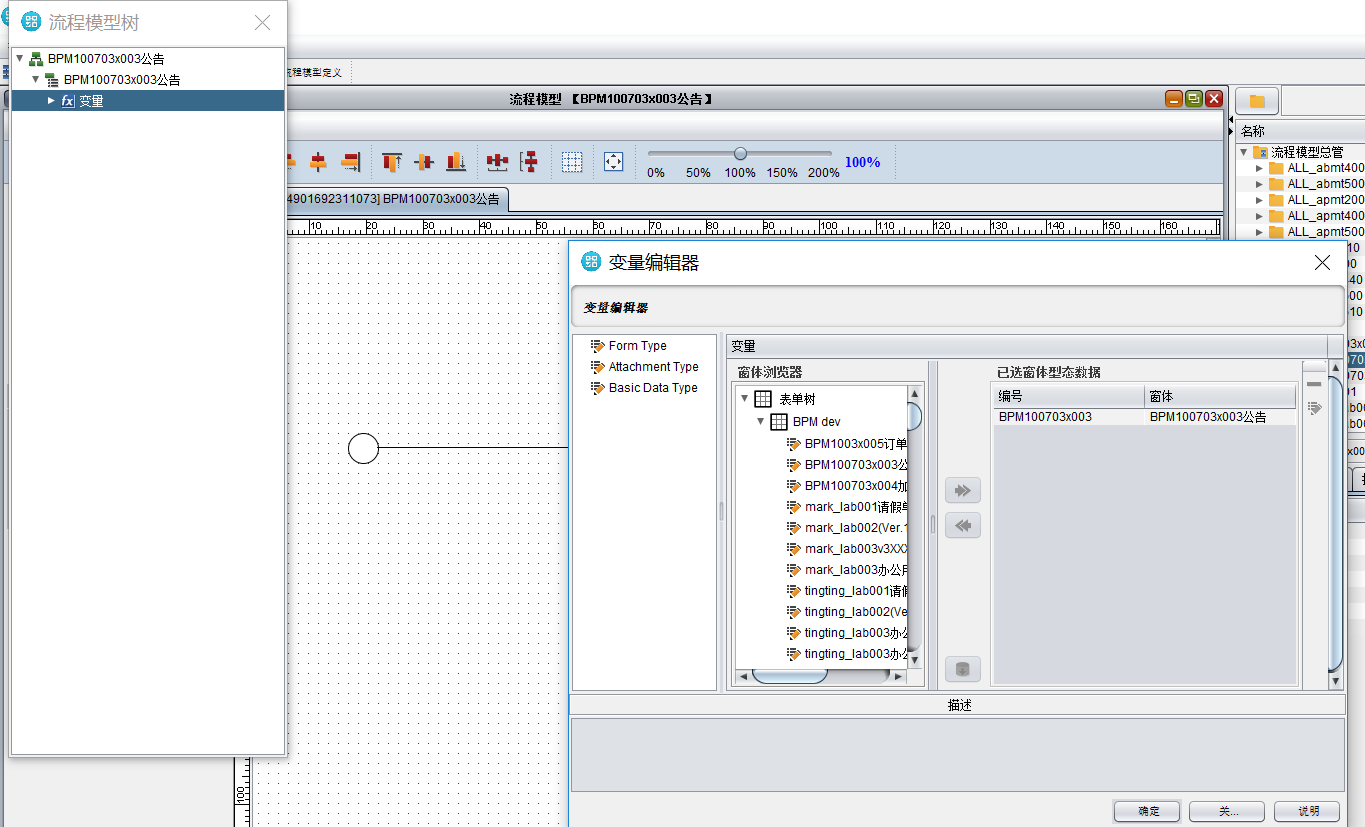 流程模型树
BPM100703x003公告
BPM100703x003公告
fx 变量
流程模型定义
流程模型 【BPM100703x003公告】
0% 50% 100% 150% 200% 100%
4901692311073] BPM100703x003公告
10 20 30 40 50 60 70 80 90 100 110 120 130 140 150 160
100
名称
流程模型总管
ALL_abmt400
ALL_abmt500
ALL_apmt200
ALL_apmt400
ALL_apmt500
变量编辑器
变量编辑器
Form Type
Attachment Type
Basic Data Type
变量
窗体浏览器
表单树
BPM dev
BPM1003x005订单
BPM100703x003公
BPM100703x004加
mark_lab001请假单
mark_lab002(Ver.1
mark_lab003v3XXX
mark_lab003办公用
tingting_lab001请假
tingting_lab002(Ve
tingting_lab003办公
tingting_lab003办公
已选窗体型态数据
编号 窗体
BPM100703x003 BPM100703x003公告
描述
确定 关... 说明